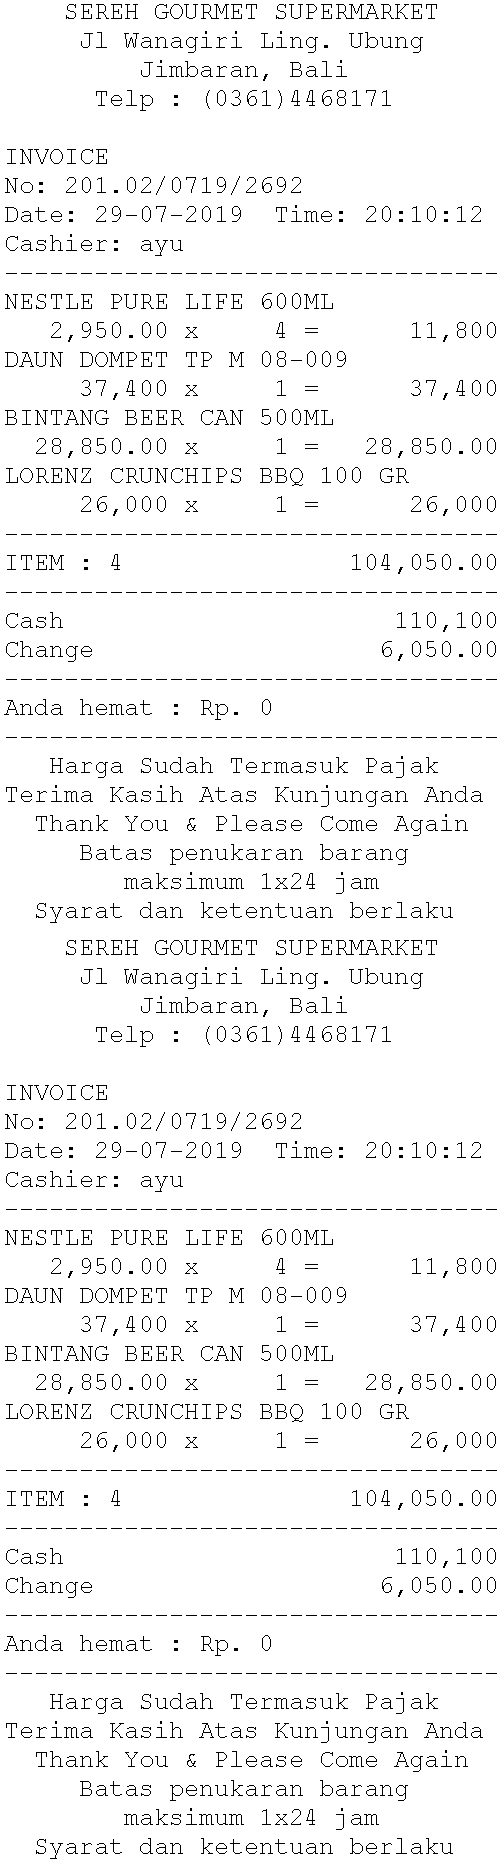 SEREH GOURMET SUPERMARKET
Jl Wanagiri Ling. Ubung
Jimbaran, Bali
Telp : (0361)4468171
INVOICE
No: 201.02/0719/2692
Date: 29-07-2019  Time: 20:10:12
Cashier: ayu
---------------------------------
NESTLE PURE LIFE 600ML
2,950.00 x     4 =      11,800
DAUN DOMPET TP M 08-009
37,400 x     1 =      37,400
BINTANG BEER CAN 500ML
28,850.00 x     1 =   28,850.00
LORENZ CRUNCHIPS BBQ 100 GR
26,000 x     1 =      26,000
---------------------------------
ITEM : 4               104,050.00
---------------------------------
Cash                      110,100
Change                   6,050.00
---------------------------------
Anda hemat : Rp. 0
---------------------------------
Harga Sudah Termasuk Pajak
Terima Kasih Atas Kunjungan Anda
Thank You & Please Come Again
Batas penukaran barang
maksimum 1x24 jam
Syarat dan ketentuan berlaku
SEREH GOURMET SUPERMARKET
Jl Wanagiri Ling. Ubung
Jimbaran, Bali
Telp : (0361)4468171
INVOICE
No: 201.02/0719/2692
Date: 29-07-2019  Time: 20:10:12
Cashier: ayu
---------------------------------
NESTLE PURE LIFE 600ML
2,950.00 x     4 =      11,800
DAUN DOMPET TP M 08-009
37,400 x     1 =      37,400
BINTANG BEER CAN 500ML
28,850.00 x     1 =   28,850.00
LORENZ CRUNCHIPS BBQ 100 GR
26,000 x     1 =      26,000
---------------------------------
ITEM : 4               104,050.00
---------------------------------
Cash                      110,100
Change                   6,050.00
---------------------------------
Anda hemat : Rp. 0
---------------------------------
Harga Sudah Termasuk Pajak
Terima Kasih Atas Kunjungan Anda
Thank You & Please Come Again
Batas penukaran barang
maksimum 1x24 jam
Syarat dan ketentuan berlaku